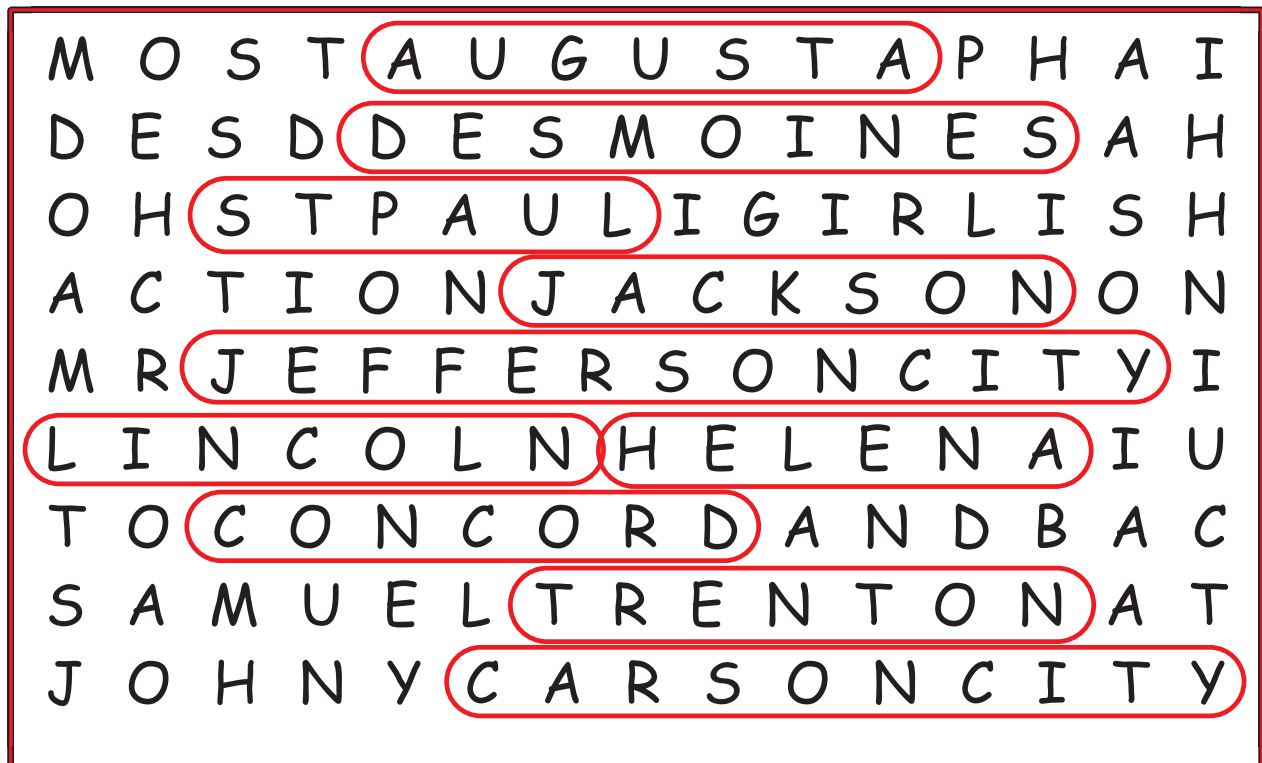 M O S T A U G U S T A P H A I
D E S D D E S M O I N E S A H
O H S T P A U L I G I R L I S H
A C T I O N J A C K S O N O N
M R J E F F E R S O N C I T Y I
L I N C O L N H E L E N A I U
T O C O N C O R D A N D B A C
S A M U E L T R E N T O N A T
J O H N Y C A R S O N C I T Y